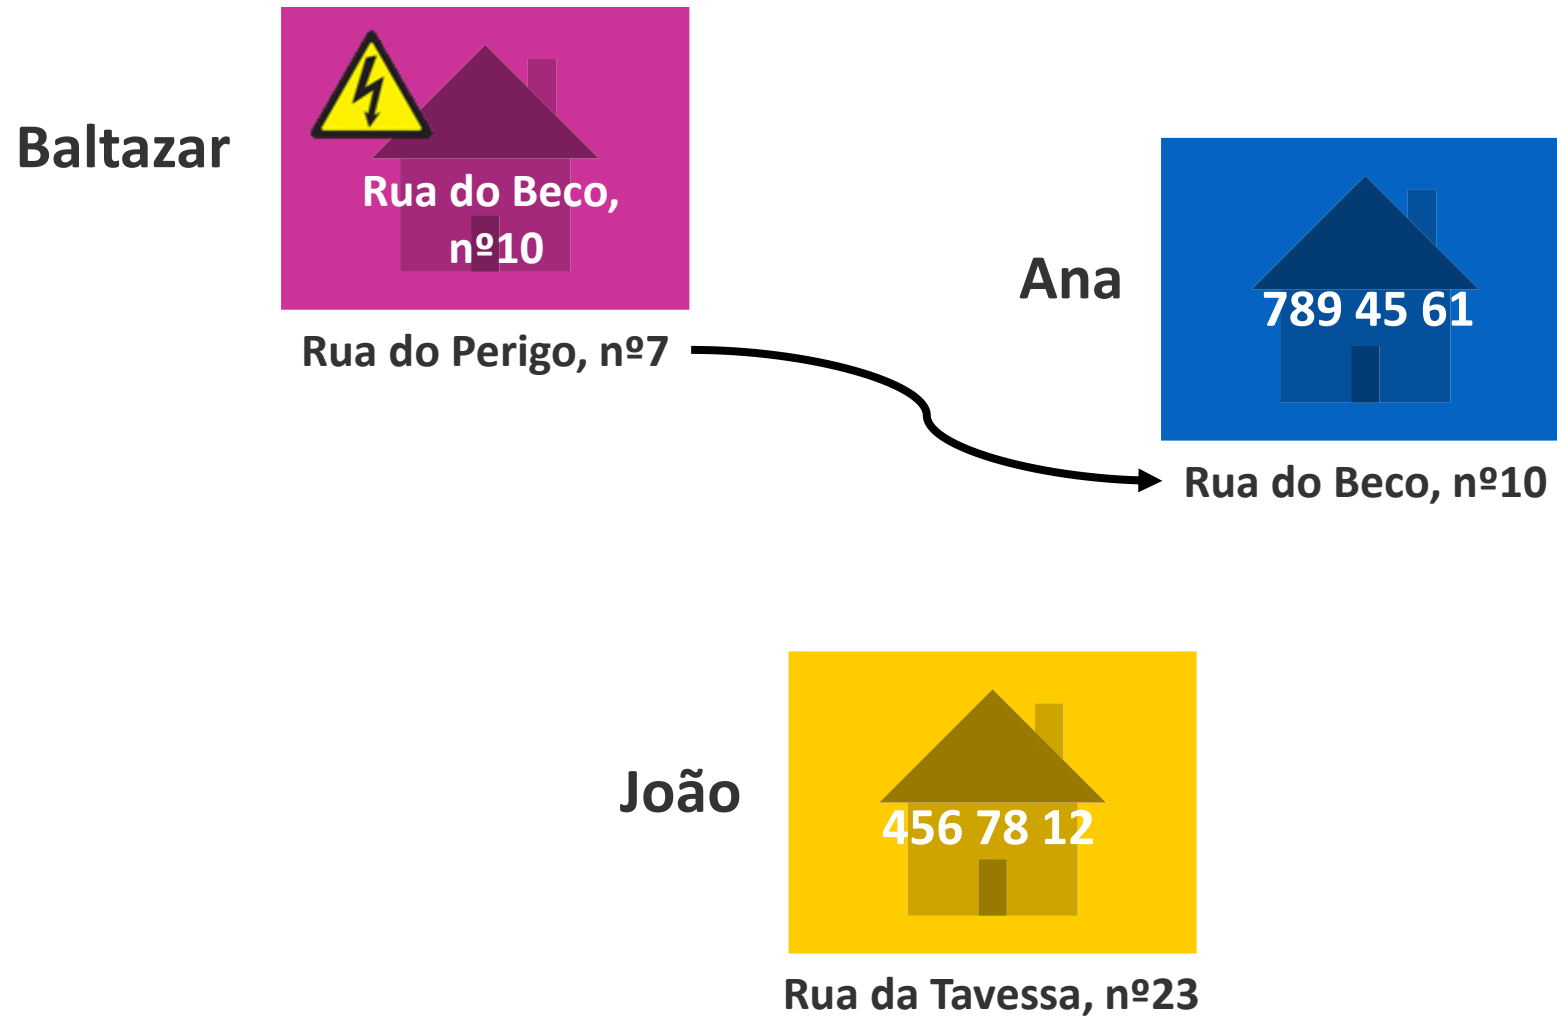 Baltazar
Rua do Beco,
nº10
Rua do Perigo, nº7
Ana
789 45 61
Rua do Beco, nº10
João
456 78 12
Rua da Tavessa, nº23